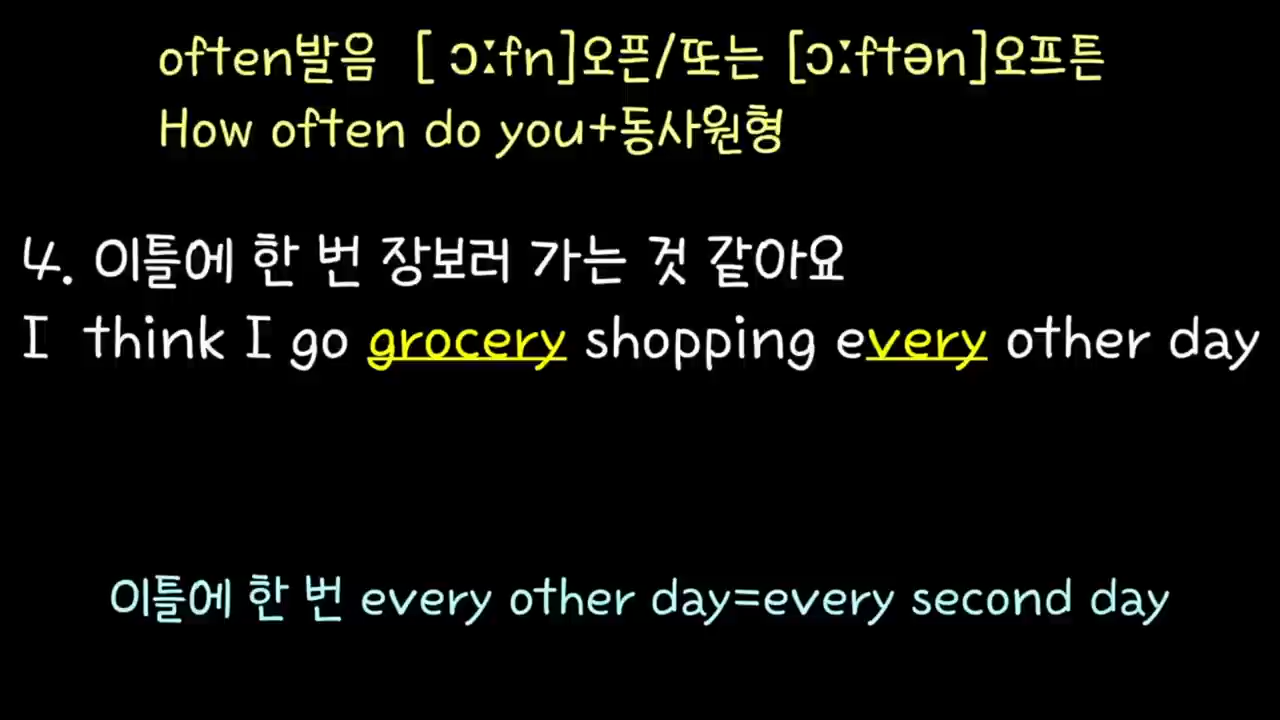 often발음 [ ɔːfn]오픈/또는 [ɔːftən]오프튼
How often do you+동사원형
4. 이틀에 한 번 장보러 가는 것 같아요
I think I go grocery shopping every other day
이틀에 한 번 every other day=every second day